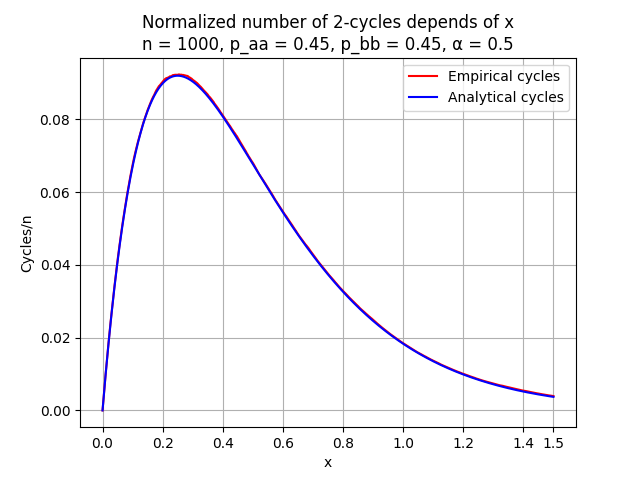 Normalized number of 2-cycles depends of x
n = 1000, p_aa = 0.45, p_bb = 0.45, α = 0.5
Empirical cycles
Analytical cycles
Cycles/n
0.08
0.06
0.04
0.02
0.00
0.0 0.2 0.4 0.6 0.8 1.0 1.2 1.4 1.5
x